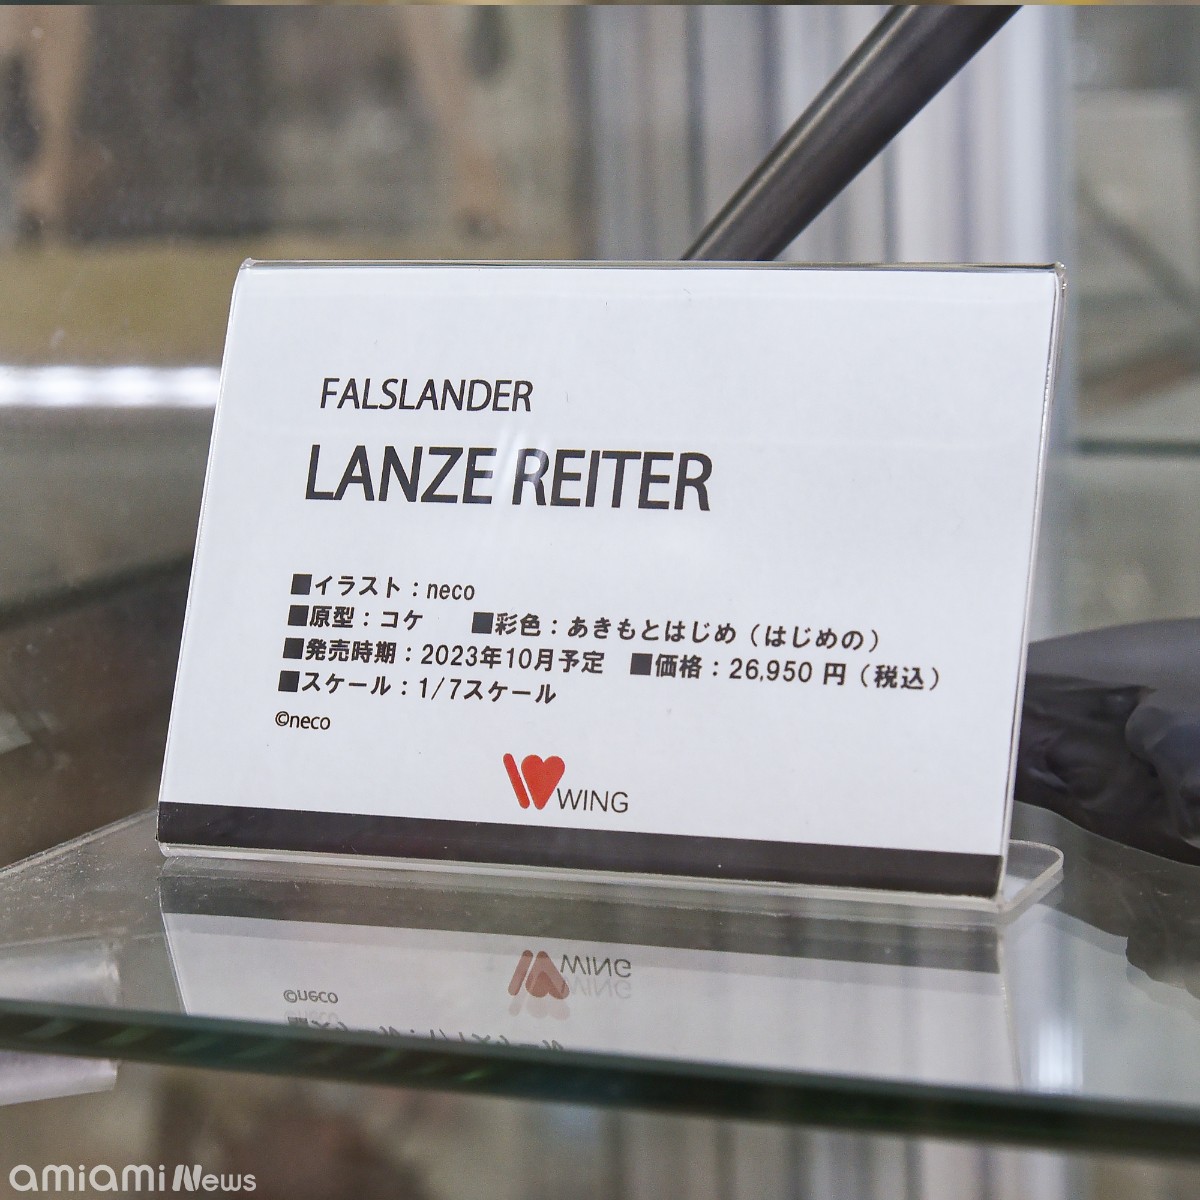 FALSLANDER
LANZE REITER
■イラスト：neco
■原型：コケ　■彩色：あきもとはじめ（はじめの）
■発売時期：2023年10月予定　■価格：26,950 円（税込）
■スケール：1/7スケール
©neco
WING
amiami News